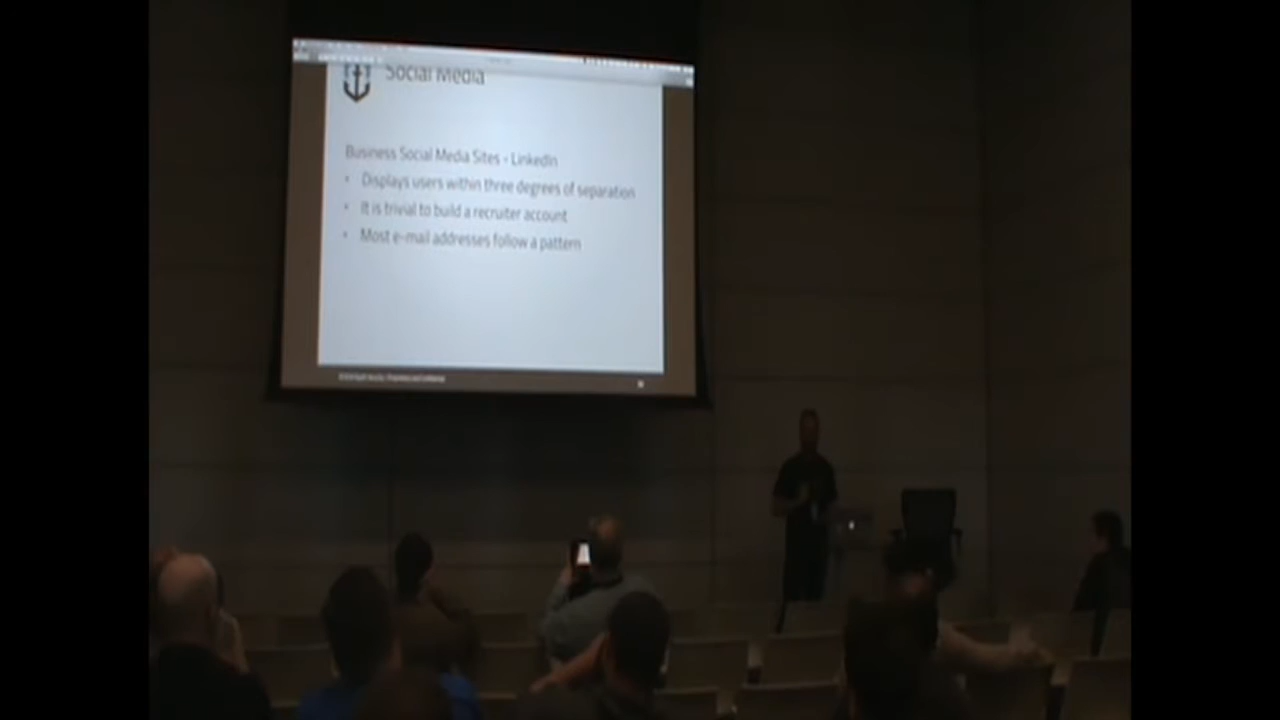 Social Media
Business Social Media Sites - LinkedIn
• Displays users within three degrees of separation
• It is trivial to build a recruiter account
• Most e-mail addresses follow a pattern